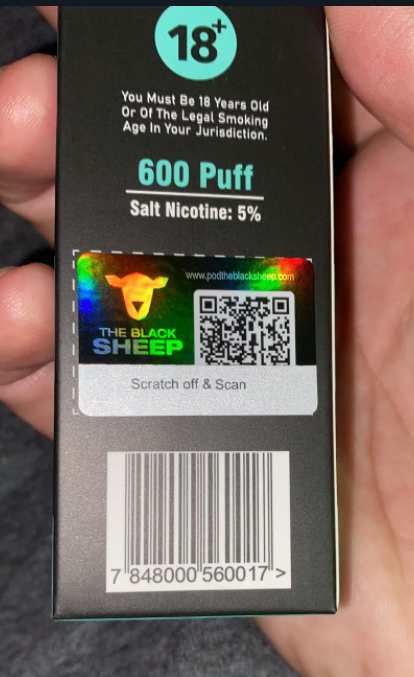 18+
You Must Be 18 Years Old
Or Of The Legal Smoking
Age In Your Jurisdiction.
600 Puff
Salt Nicotine: 5%
www.podtheblacksheep.com
THE BLACK
SHEEP
Scratch off & Scan
7 848000 560017 >